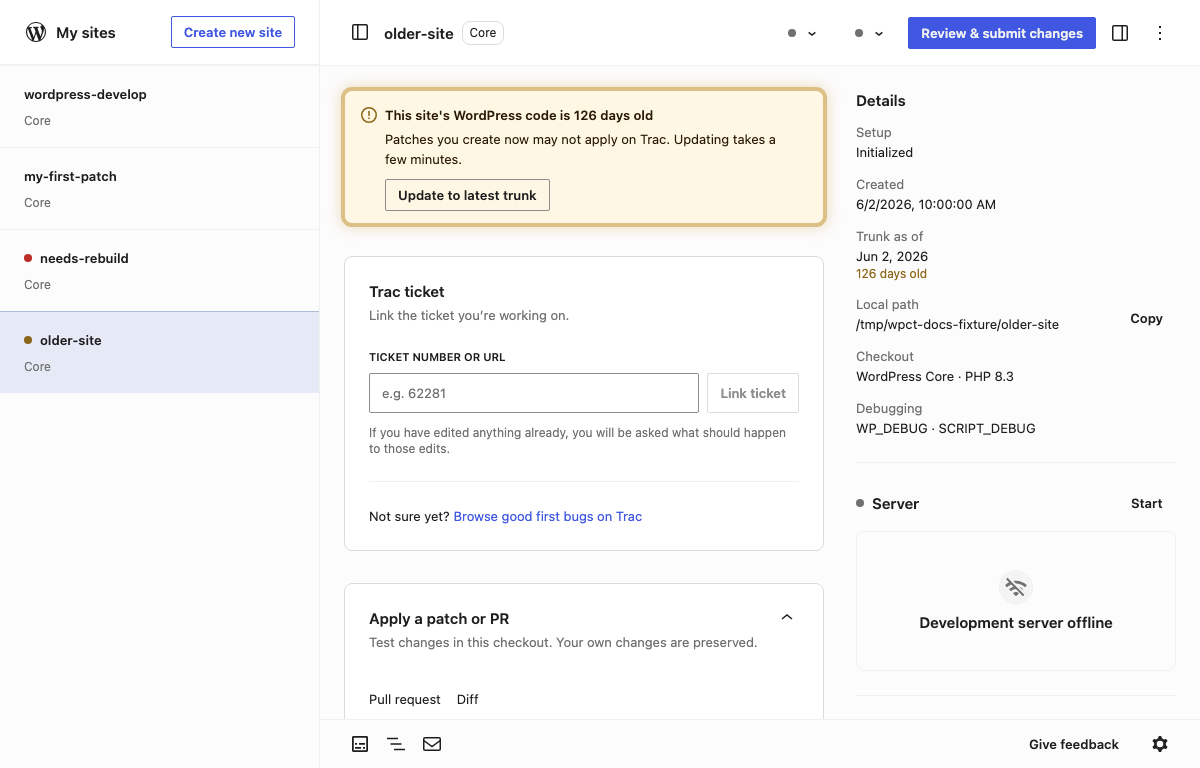 My sites
Create new site
wordpress-develop
Core
my-first-patch
Core
needs-rebuild
Core
older-site
Core
older-site
Core
Review & submit changes
This site's WordPress code is 126 days old
Patches you create now may not apply on Trac. Updating takes a
few minutes.
Update to latest trunk
Trac ticket
Link the ticket you’re working on.
TICKET NUMBER OR URL
e.g. 62281
Link ticket
If you have edited anything already, you will be asked what should happen
to those edits.
Not sure yet? Browse good first bugs on Trac
Apply a patch or PR
Test changes in this checkout. Your own changes are preserved.
Pull request
Diff
Details
Setup
Initialized
Created
6/2/2026, 10:00:00 AM
Trunk as of
Jun 2, 2026
126 days old
Local path
/tmp/wpct-docs-fixture/older-site
Copy
Checkout
WordPress Core · PHP 8.3
Debugging
WP_DEBUG · SCRIPT_DEBUG
Server
Start
Development server offline
Give feedback